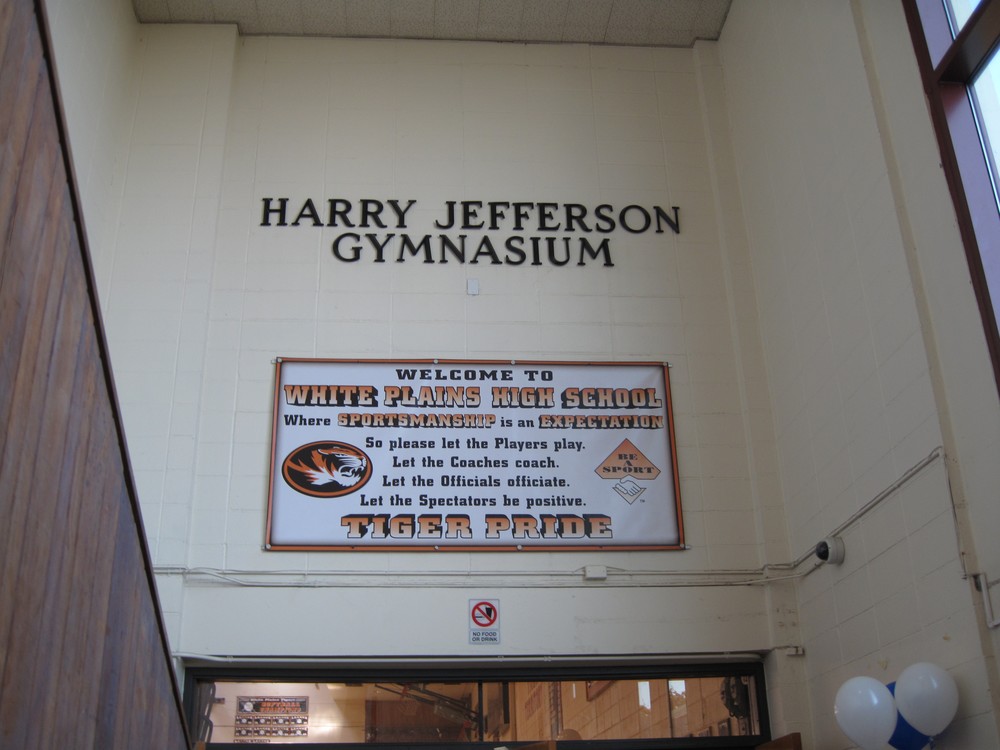 HARRY JEFFERSON
GYMNASIUM
WELCOME TO
WHITE PLAINS HIGH SCHOOL
Where SPORTSMANSHIP is an EXPECTATION
So please let the Players play.
Let the Coaches coach.
Let the Officials officiate.
Let the Spectators be positive.
BE
A
SPORT
TM
TIGER PRIDE
NO FOOD
OR DRINK